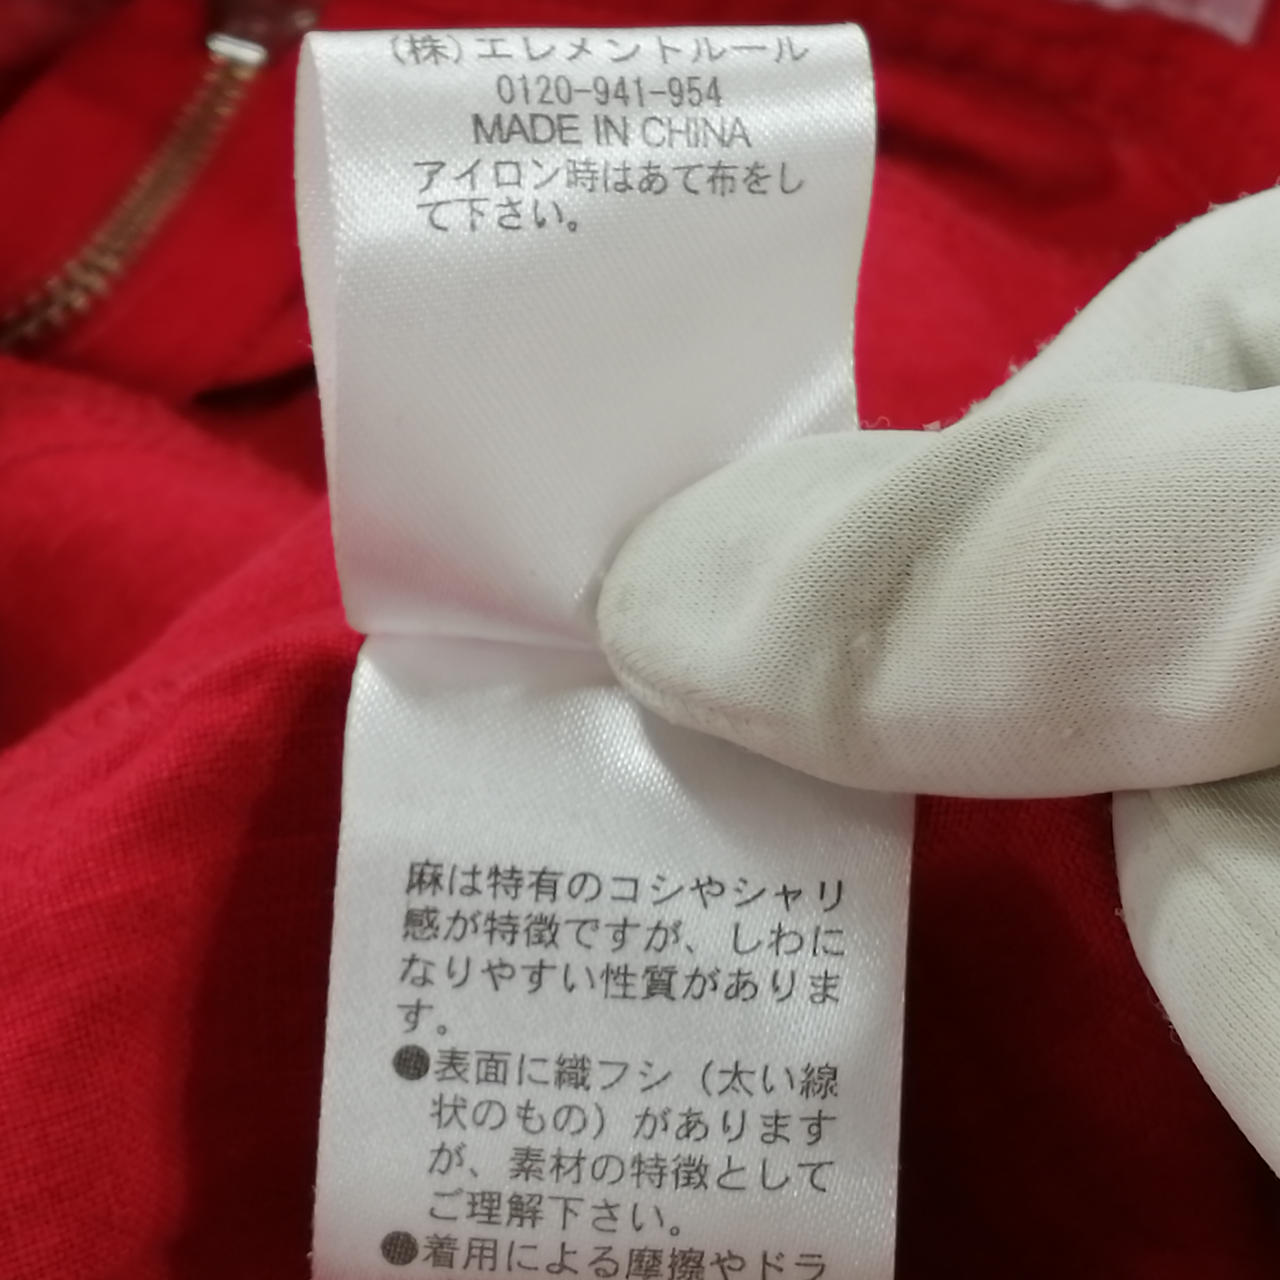 (株)エレメントルール
0120-941-954
MADE IN CHINA
アイロン時はあて布をし
て下さい。
麻は特有のコシやシャリ
感が特徴ですが、しわに
なりやすい性質がありま
す。
●表面に織フシ（太い線
状のもの）があります
が、素材の特徴として
ご理解下さい。
●着用による摩擦やドラ